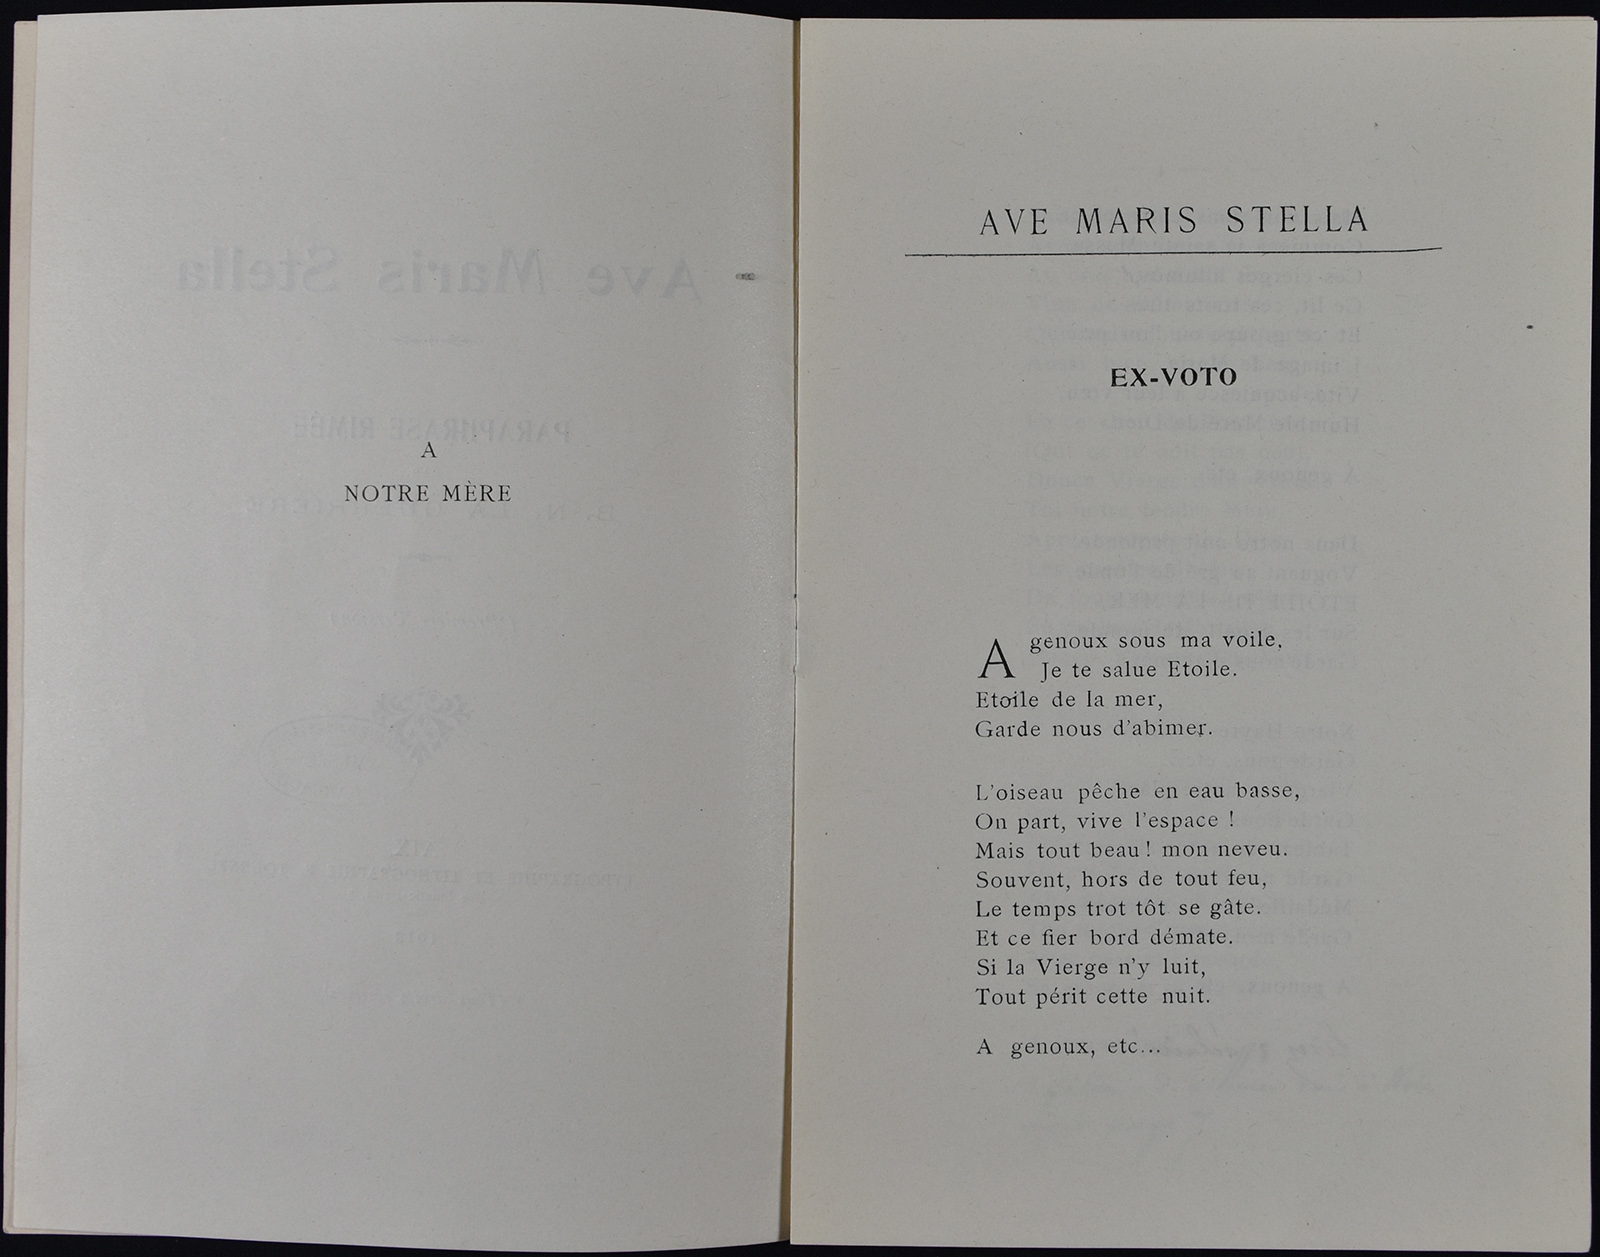 A
NOTRE MÈRE
AVE MARIS STELLA
EX-VOTO
A genoux sous ma voile,
Je te salue Etoile.
Etoile de la mer,
Garde nous d'abimer.
L'oiseau pêche en eau basse,
On part, vive l'espace !
Mais tout beau ! mon neveu.
Souvent, hors de tout feu,
Le temps trot tôt se gâte.
Et ce fier bord démate.
Si la Vierge n'y luit,
Tout périt cette nuit.
A genoux, etc...